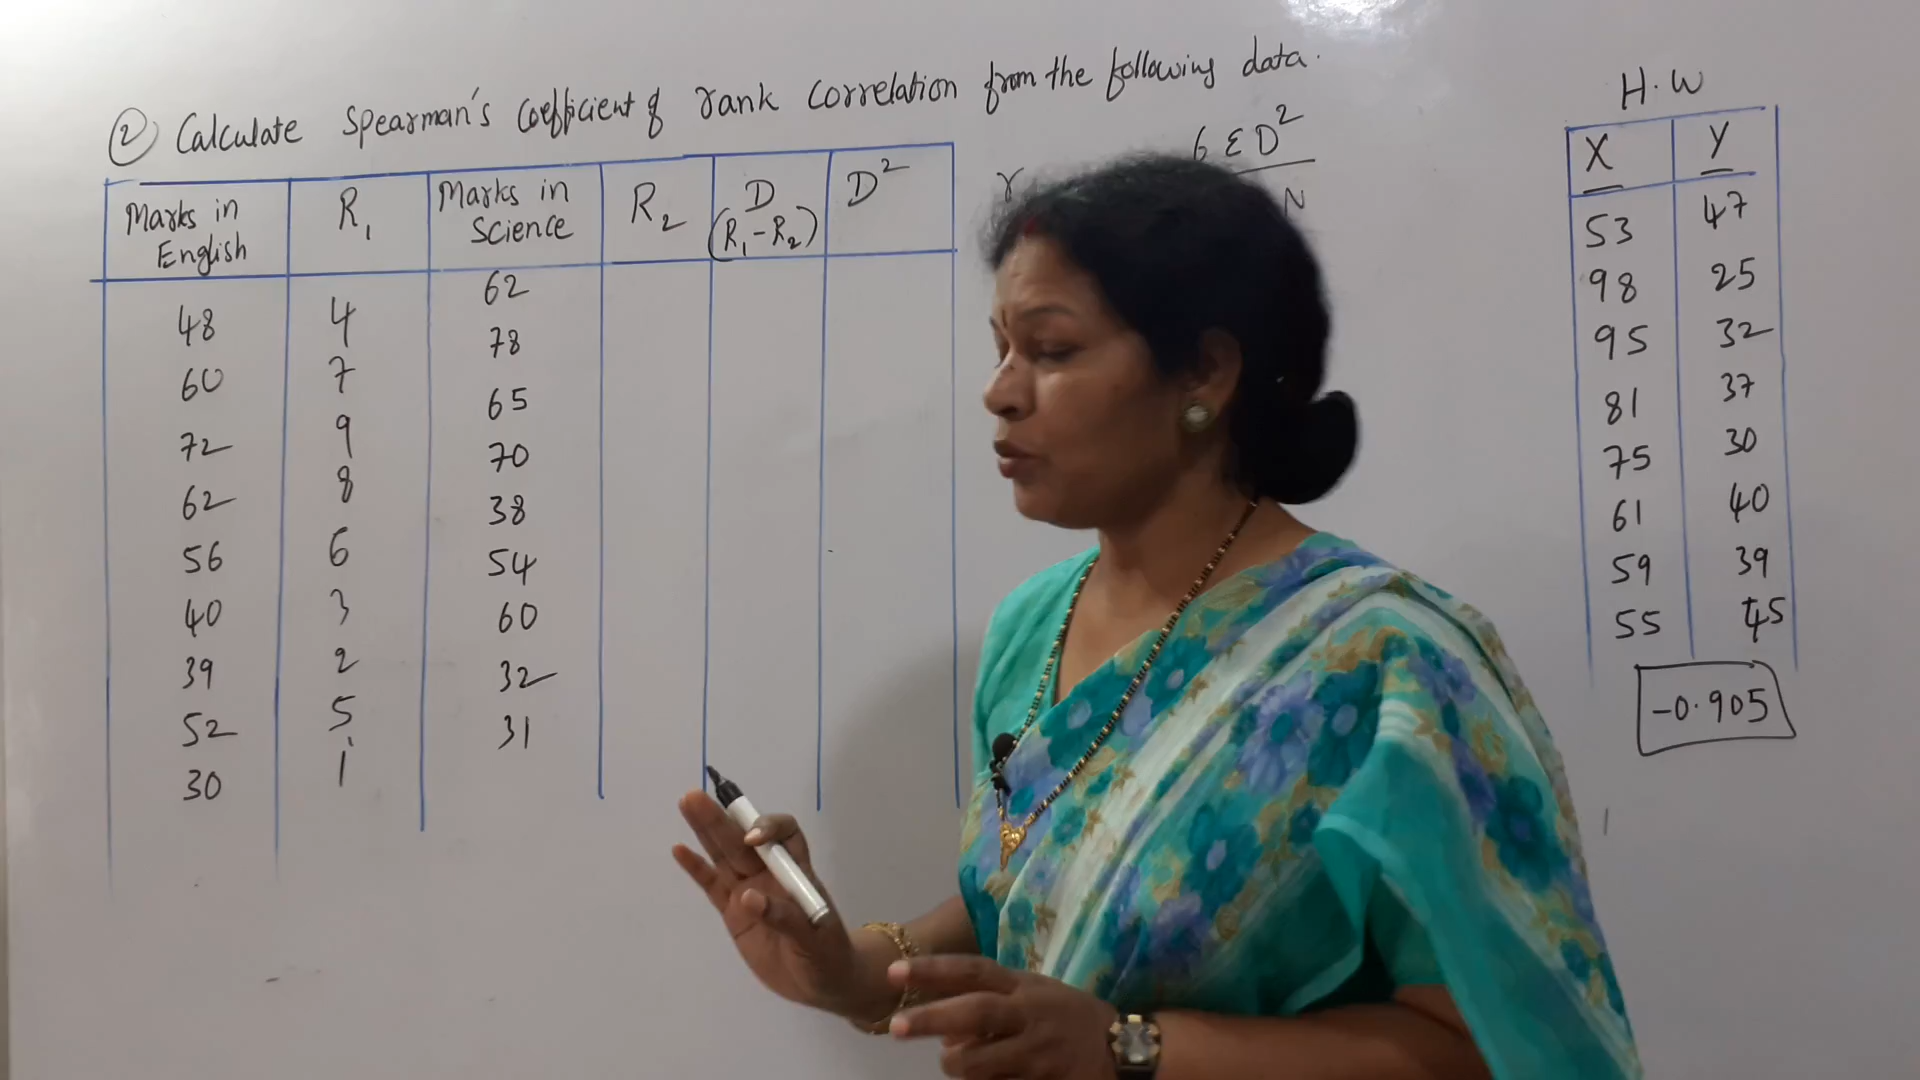 ② Calculate Spearman's Coefficient of rank correlation from the following data.
Marks in English R₁ Marks in Science R₂ D (R₁-R₂) D²
48 4 62
60 7 78
72 9 65
62 8 70
56 6 38
40 3 54
39 2 60
52 5 32
30 1 31
r 6ΣD²
N
H.W
X Y
53 47
98 25
95 32
81 37
75 30
61 40
59 39
55 45
-0.905